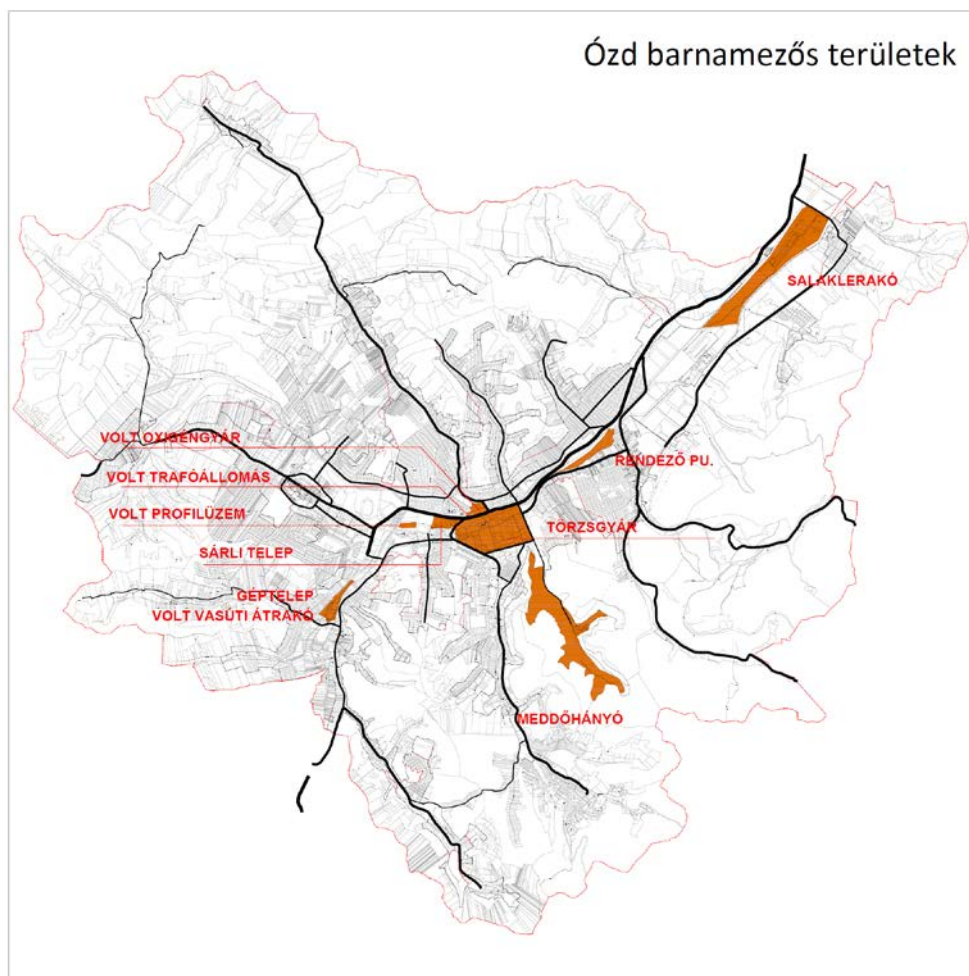 Ózd barnamezős területek
SALAKLERAKÓ
VOLT OXIGÉNGYÁR
RENDEZŐ PU.
VOLT TRAFÓÁLLOMÁS
VOLT PROFILÜZEM
TÖRZSGYÁR
SÁRLI TELEP
GÉPTELEP
VOLT VASÚTI ÁTRAKÓ
MEDDŐHÁNYÓ